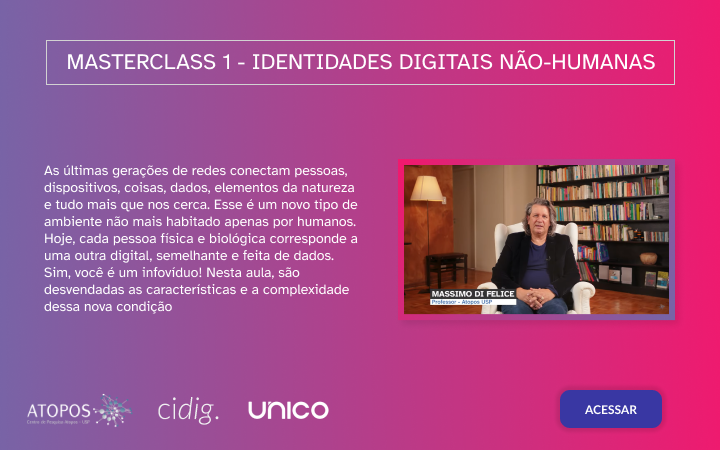 MASTERCLASS 1 - IDENTIDADES DIGITAIS NÃO-HUMANAS
As últimas gerações de redes conectam pessoas,
dispositivos, coisas, dados, elementos da natureza
e tudo mais que nos cerca. Esse é um novo tipo de
ambiente não mais habitado apenas por humanos.
Hoje, cada pessoa física e biológica corresponde a
uma outra digital, semelhante e feita de dados.
Sim, você é um infovíduo! Nesta aula, são
desvendadas as características e a complexidade
dessa nova condição
MASSIMO DI FELICE
Professor - Atopos USP
ATOPOS
Centro de Pesquisa Atopos - USP
cidig.
unico
ACESSAR